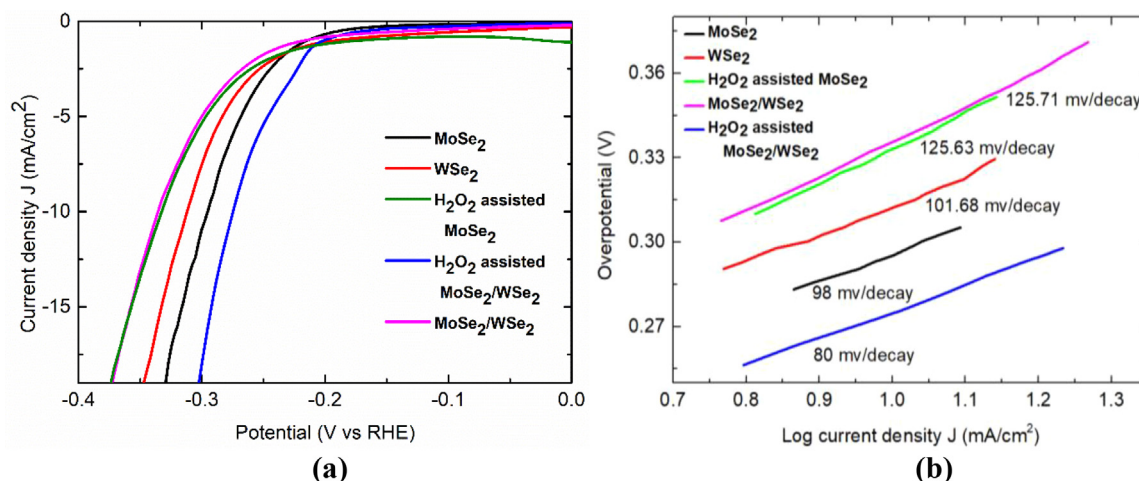 0
-5
-10
-15
-0.4
-0.3
-0.2
-0.1
0.0
Current density J (mA/cm²)
Potential (V vs RHE)
MoSe₂
WSe₂
H₂O₂ assisted
MoSe₂
H₂O₂ assisted
MoSe₂/WSe₂
MoSe₂/WSe₂
(a)
MoSe₂
WSe₂
H₂O₂ assisted MoSe₂
MoSe₂/WSe₂
H₂O₂ assisted
MoSe₂/WSe₂
125.71 mv/decay
125.63 mv/decay
101.68 mv/decay
98 mv/decay
80 mv/decay
0.36
0.33
0.30
0.27
Overpotential (V)
0.7
0.8
0.9
1.0
1.1
1.2
1.3
Log current density J (mA/cm²)
(b)